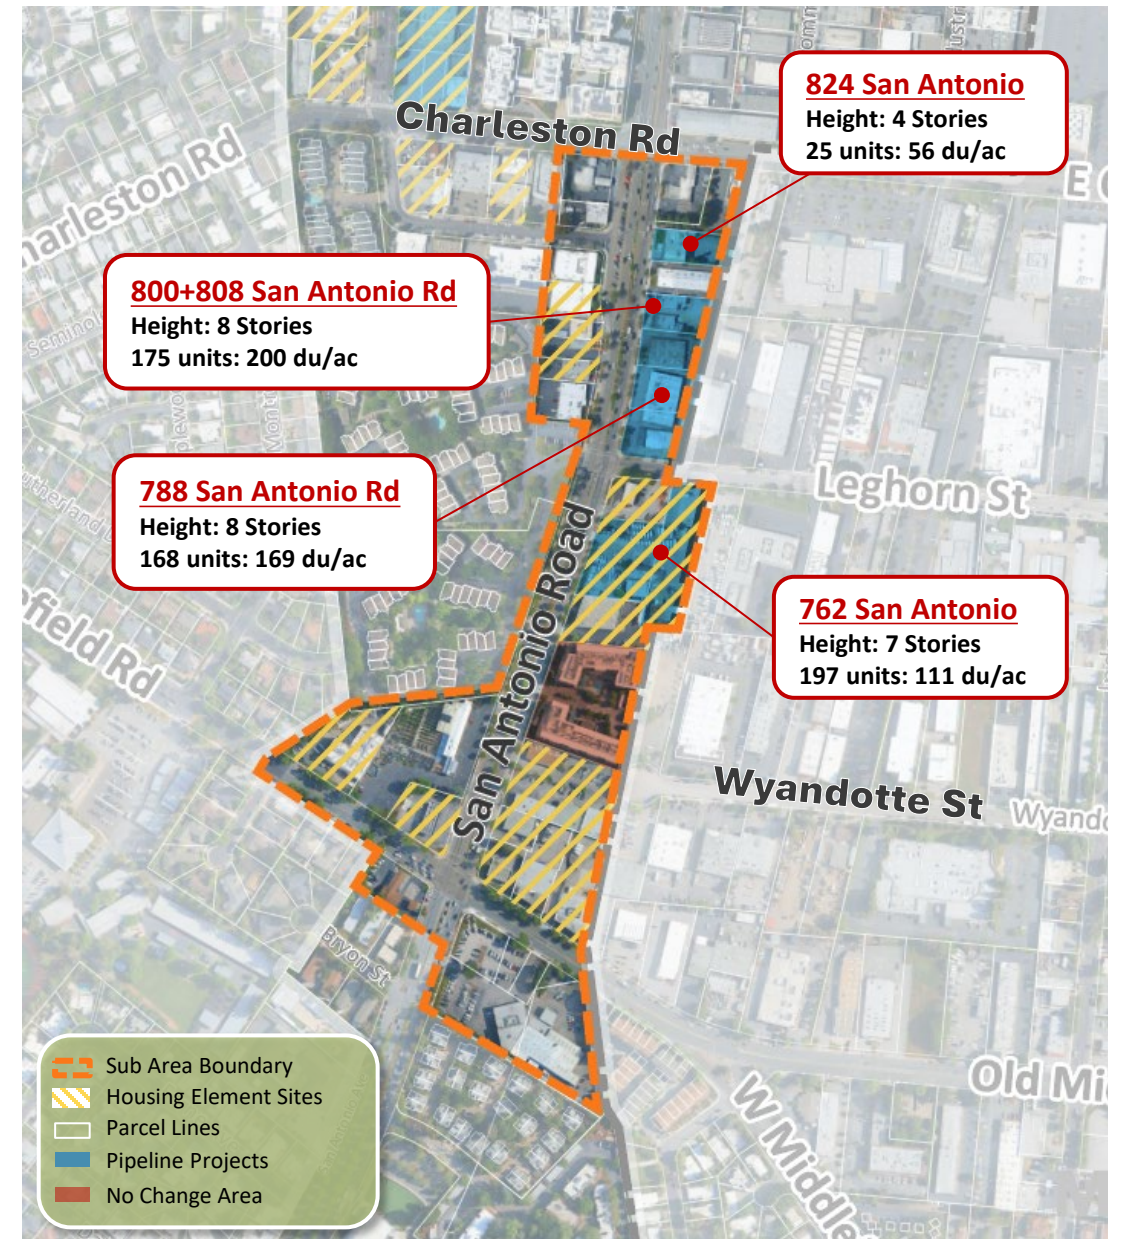 Charleston Rd
824 San Antonio
Height: 4 Stories
25 units: 56 du/ac
800+808 San Antonio Rd
Height: 8 Stories
175 units: 200 du/ac
788 San Antonio Rd
Height: 8 Stories
168 units: 169 du/ac
Leghorn St
San Antonio Road
762 San Antonio
Height: 7 Stories
197 units: 111 du/ac
Wyandotte St
harleston Rd
efield Rd
Bryon St
Wyando
Old Mi
W Middle
Sub Area Boundary
Housing Element Sites
Parcel Lines
Pipeline Projects
No Change Area